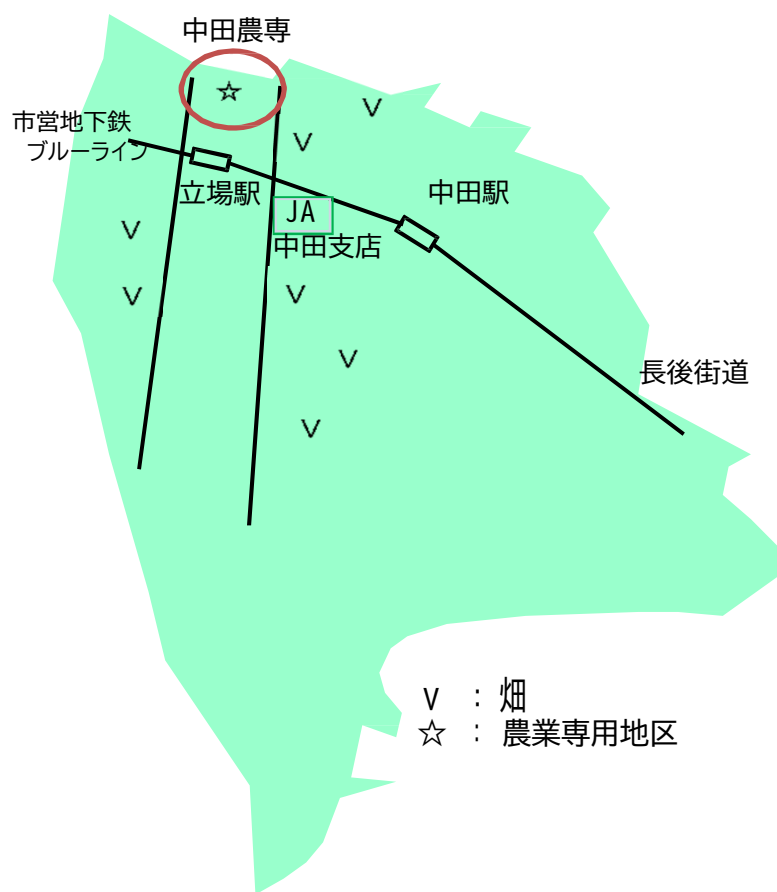 中田農専
☆
V
市営地下鉄
ブルーライン
V
立場駅
中田駅
JA
中田支店
V
V
V
V
長後街道
V
V : 畑
☆ : 農業専用地区